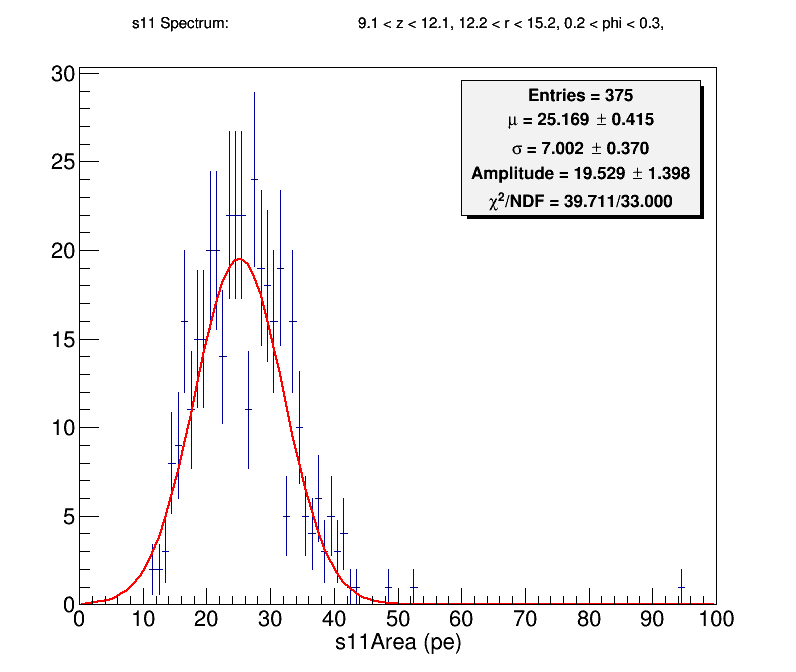 s11 Spectrum: 9.1 < z < 12.1, 12.2 < r < 15.2, 0.2 < phi < 0.3,
Entries = 375
μ = 25.169 ± 0.415
σ = 7.002 ± 0.370
Amplitude = 19.529 ± 1.398
χ²/NDF = 39.711/33.000
30
25
20
15
10
5
0
0 10 20 30 40 50 60 70 80 90 100
s11Area (pe)